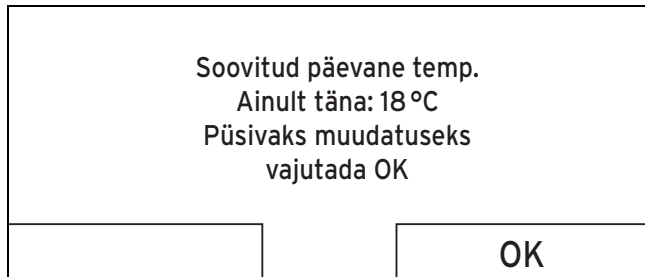 Soovitud päevane temp.
Ainult täna: 18 °C
Püsivaks muudatuseks
vajutada OK
OK